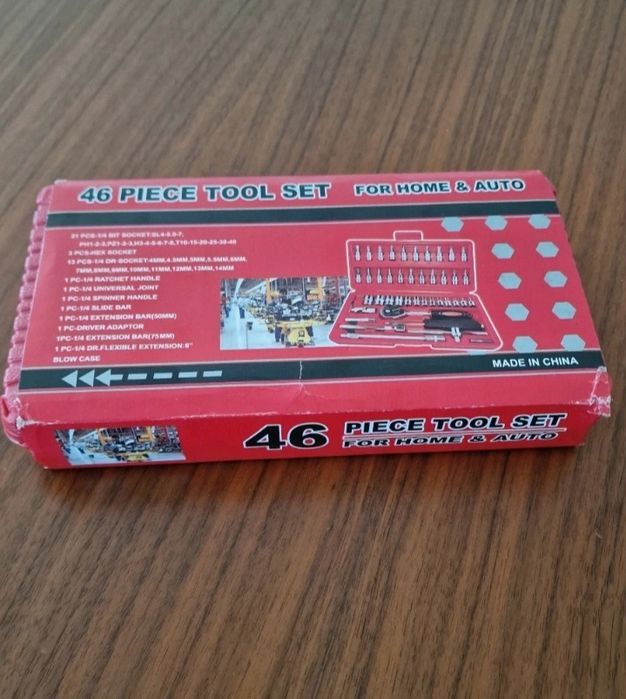 46 PIECE TOOL SET FOR HOME & AUTO
21 PCS-1/4 BIT SOCKET:SL4-5.5-7,
PH1-2-3,PZ1-2-3,H3-4-5-6-7-8,T10-15-20-25-30-40
3 PCS-HEX SOCKET
13 PCS-1/4 DR SOCKET:4MM,4.5MM,5MM,5.5MM,6MM,
7MM,8MM,9MM,10MM,11MM,12MM,13MM,14MM
1 PC-1/4 RATCHET HANDLE
1 PC-1/4 UNIVERSAL JOINT
1 PC-1/4 SPINNER HANDLE
1 PC-1/4 SLIDE BAR
1 PC-1/4 EXTENSION BAR(50MM)
1 PC-DRIVER ADAPTOR
1PC-1/4 EXTENSION BAR(75MM)
1 PC-1/4 DR.FLEXIBLE EXTENSION:6"
BLOW CASE
MADE IN CHINA
46 PIECE TOOL SET
FOR HOME & AUTO